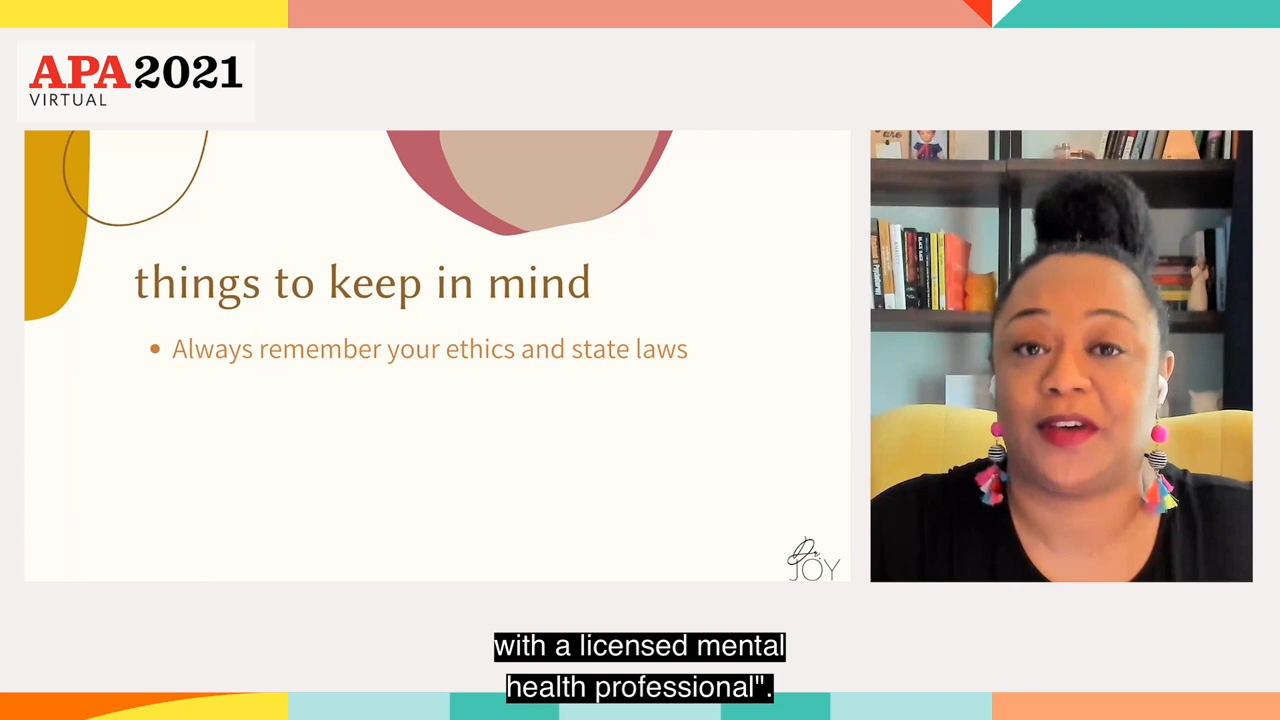 APA2021
VIRTUAL
things to keep in mind
• Always remember your ethics and state laws
Dr.
JOY
with a licensed mental
health professional".